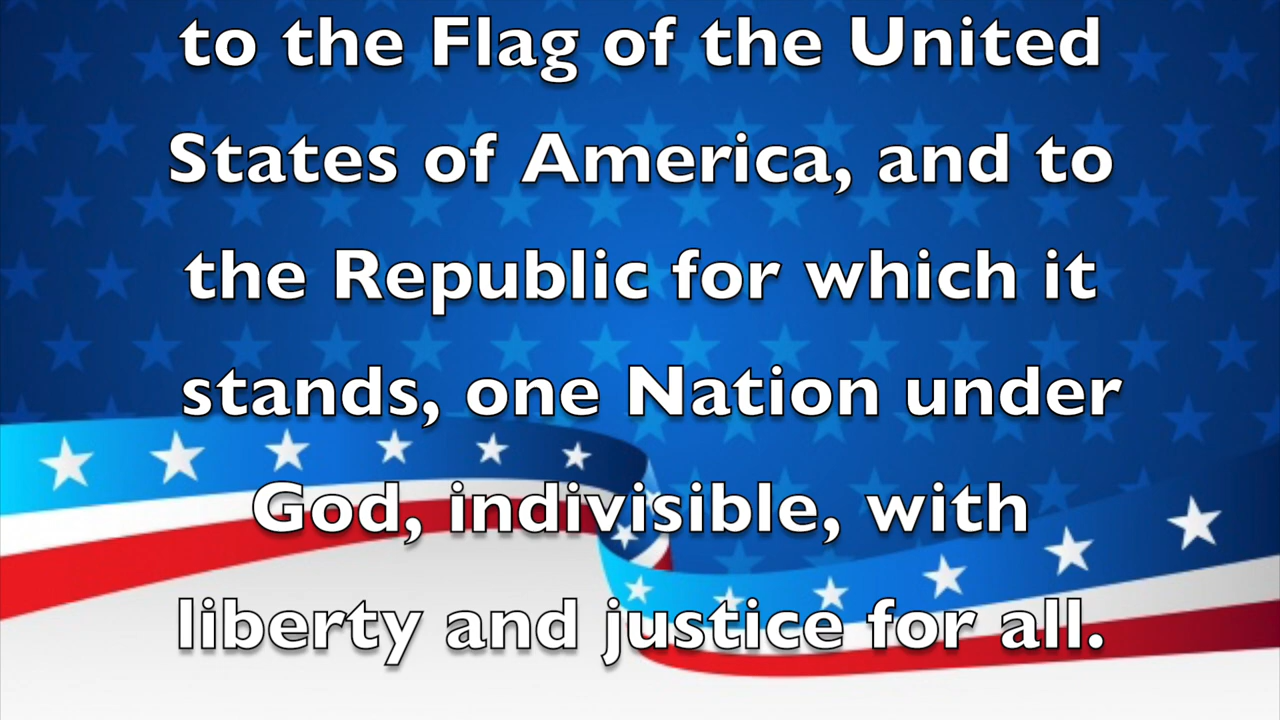 to the Flag of the United
States of America, and to
the Republic for which it
stands, one Nation under
God, indivisible, with
liberty and justice for all.